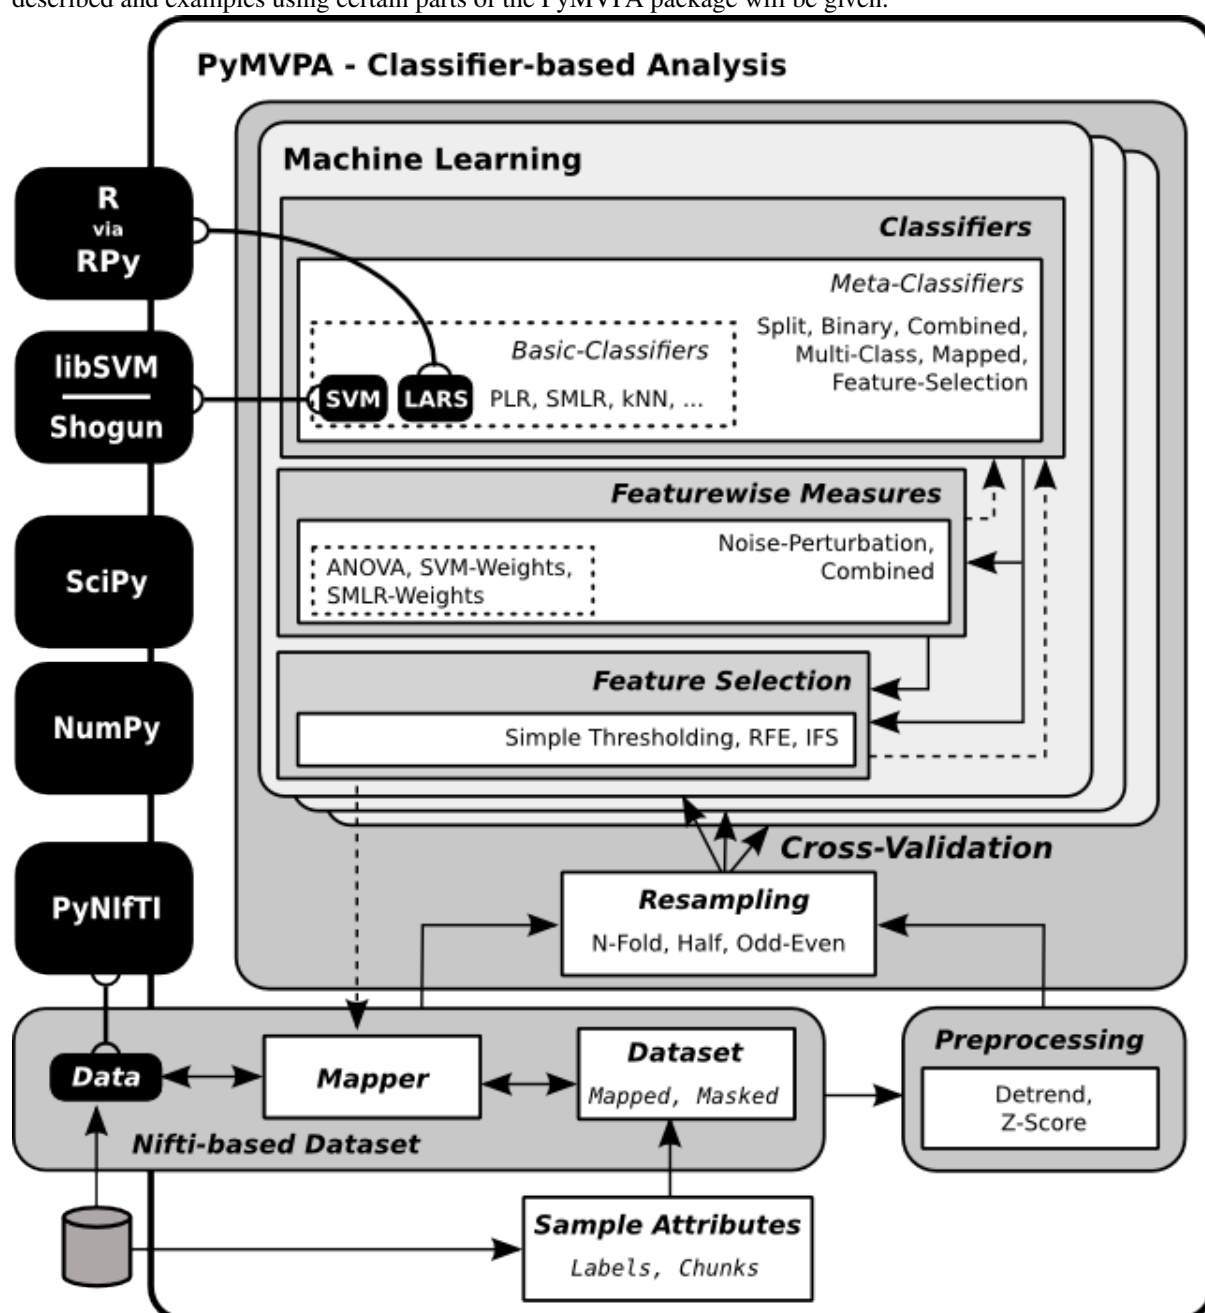 described and examples using certain parts of the PyMVPA package will be given.
PyMVPA - Classifier-based Analysis
Machine Learning
R
via
RPy
Classifiers
Meta-Classifiers
Split, Binary, Combined,
Multi-Class, Mapped,
Feature-Selection
Basic-Classifiers
SVM
LARS
PLR, SMLR, kNN, ...
libSVM
Shogun
Featurewise Measures
Noise-Perturbation,
Combined
ANOVA, SVM-Weights,
SMLR-Weights
SciPy
Feature Selection
Simple Thresholding, RFE, IFS
NumPy
Cross-Validation
Resampling
N-Fold, Half, Odd-Even
PyNIfTI
Data
Mapper
Dataset
Mapped, Masked
Nifti-based Dataset
Preprocessing
Detrend,
Z-Score
Sample Attributes
Labels, Chunks